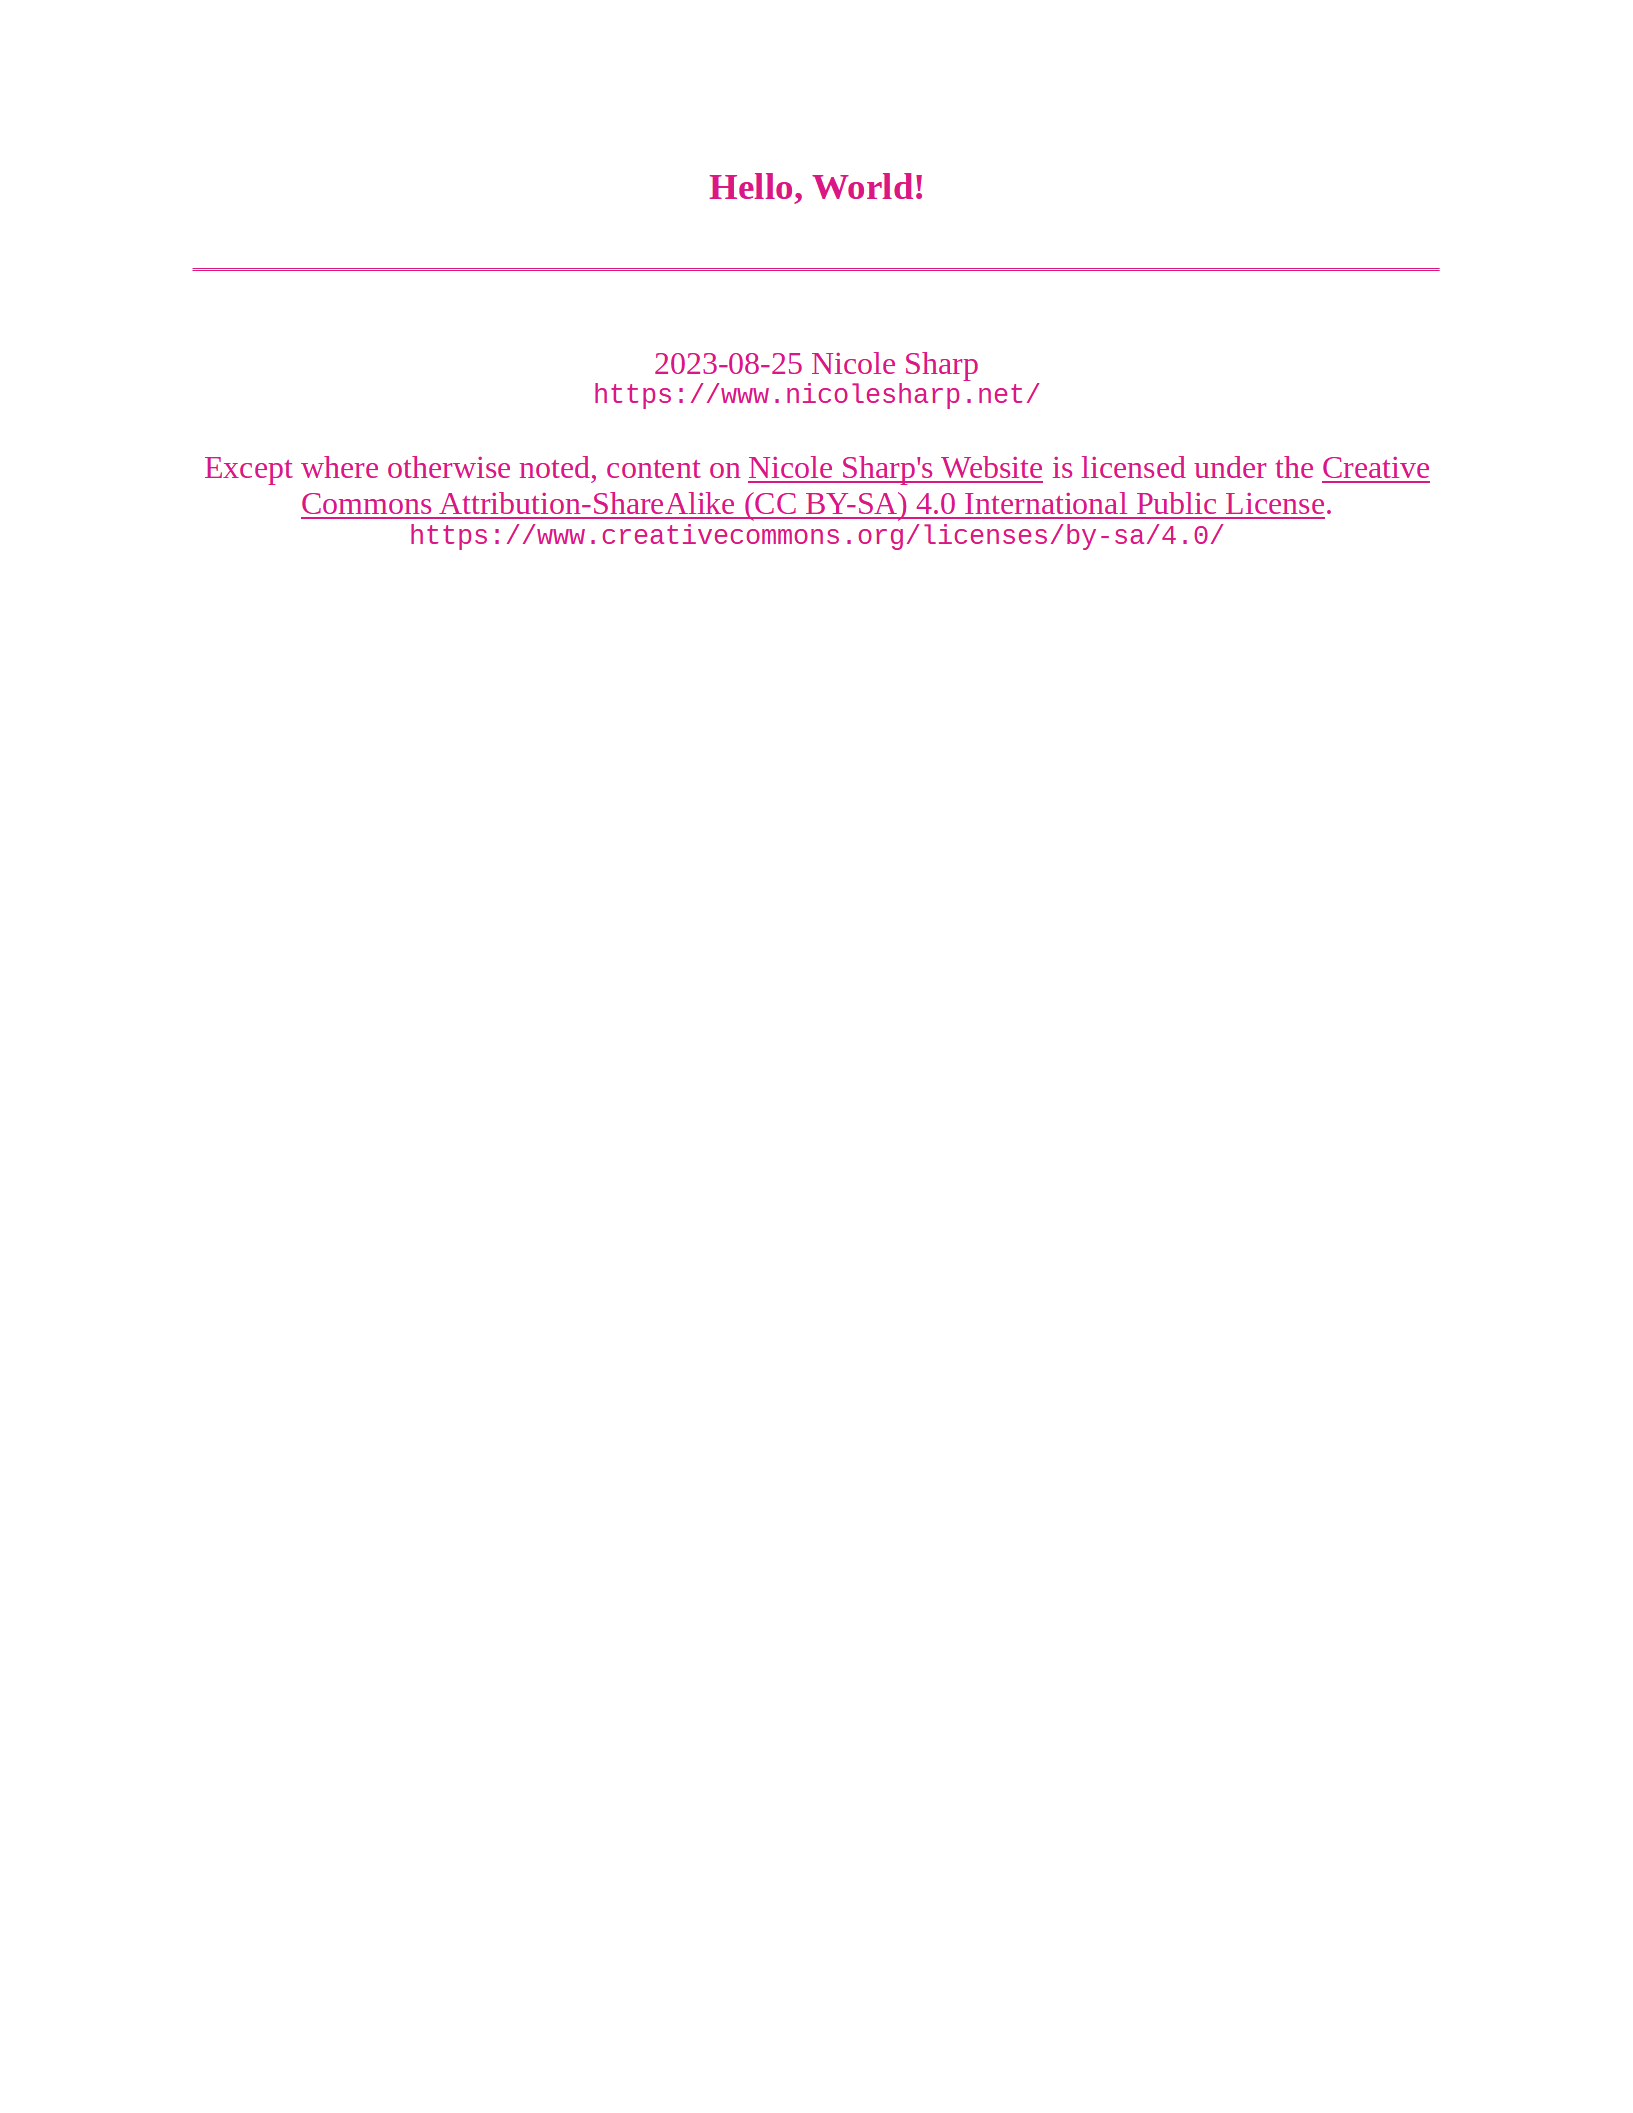 Hello, World!
2023-08-25 Nicole Sharp
https://www.nicolesharp.net/
Except where otherwise noted, content on Nicole Sharp's Website is licensed under the Creative
Commons Attribution-ShareAlike (CC BY-SA) 4.0 International Public License.
https://www.creativecommons.org/licenses/by-sa/4.0/